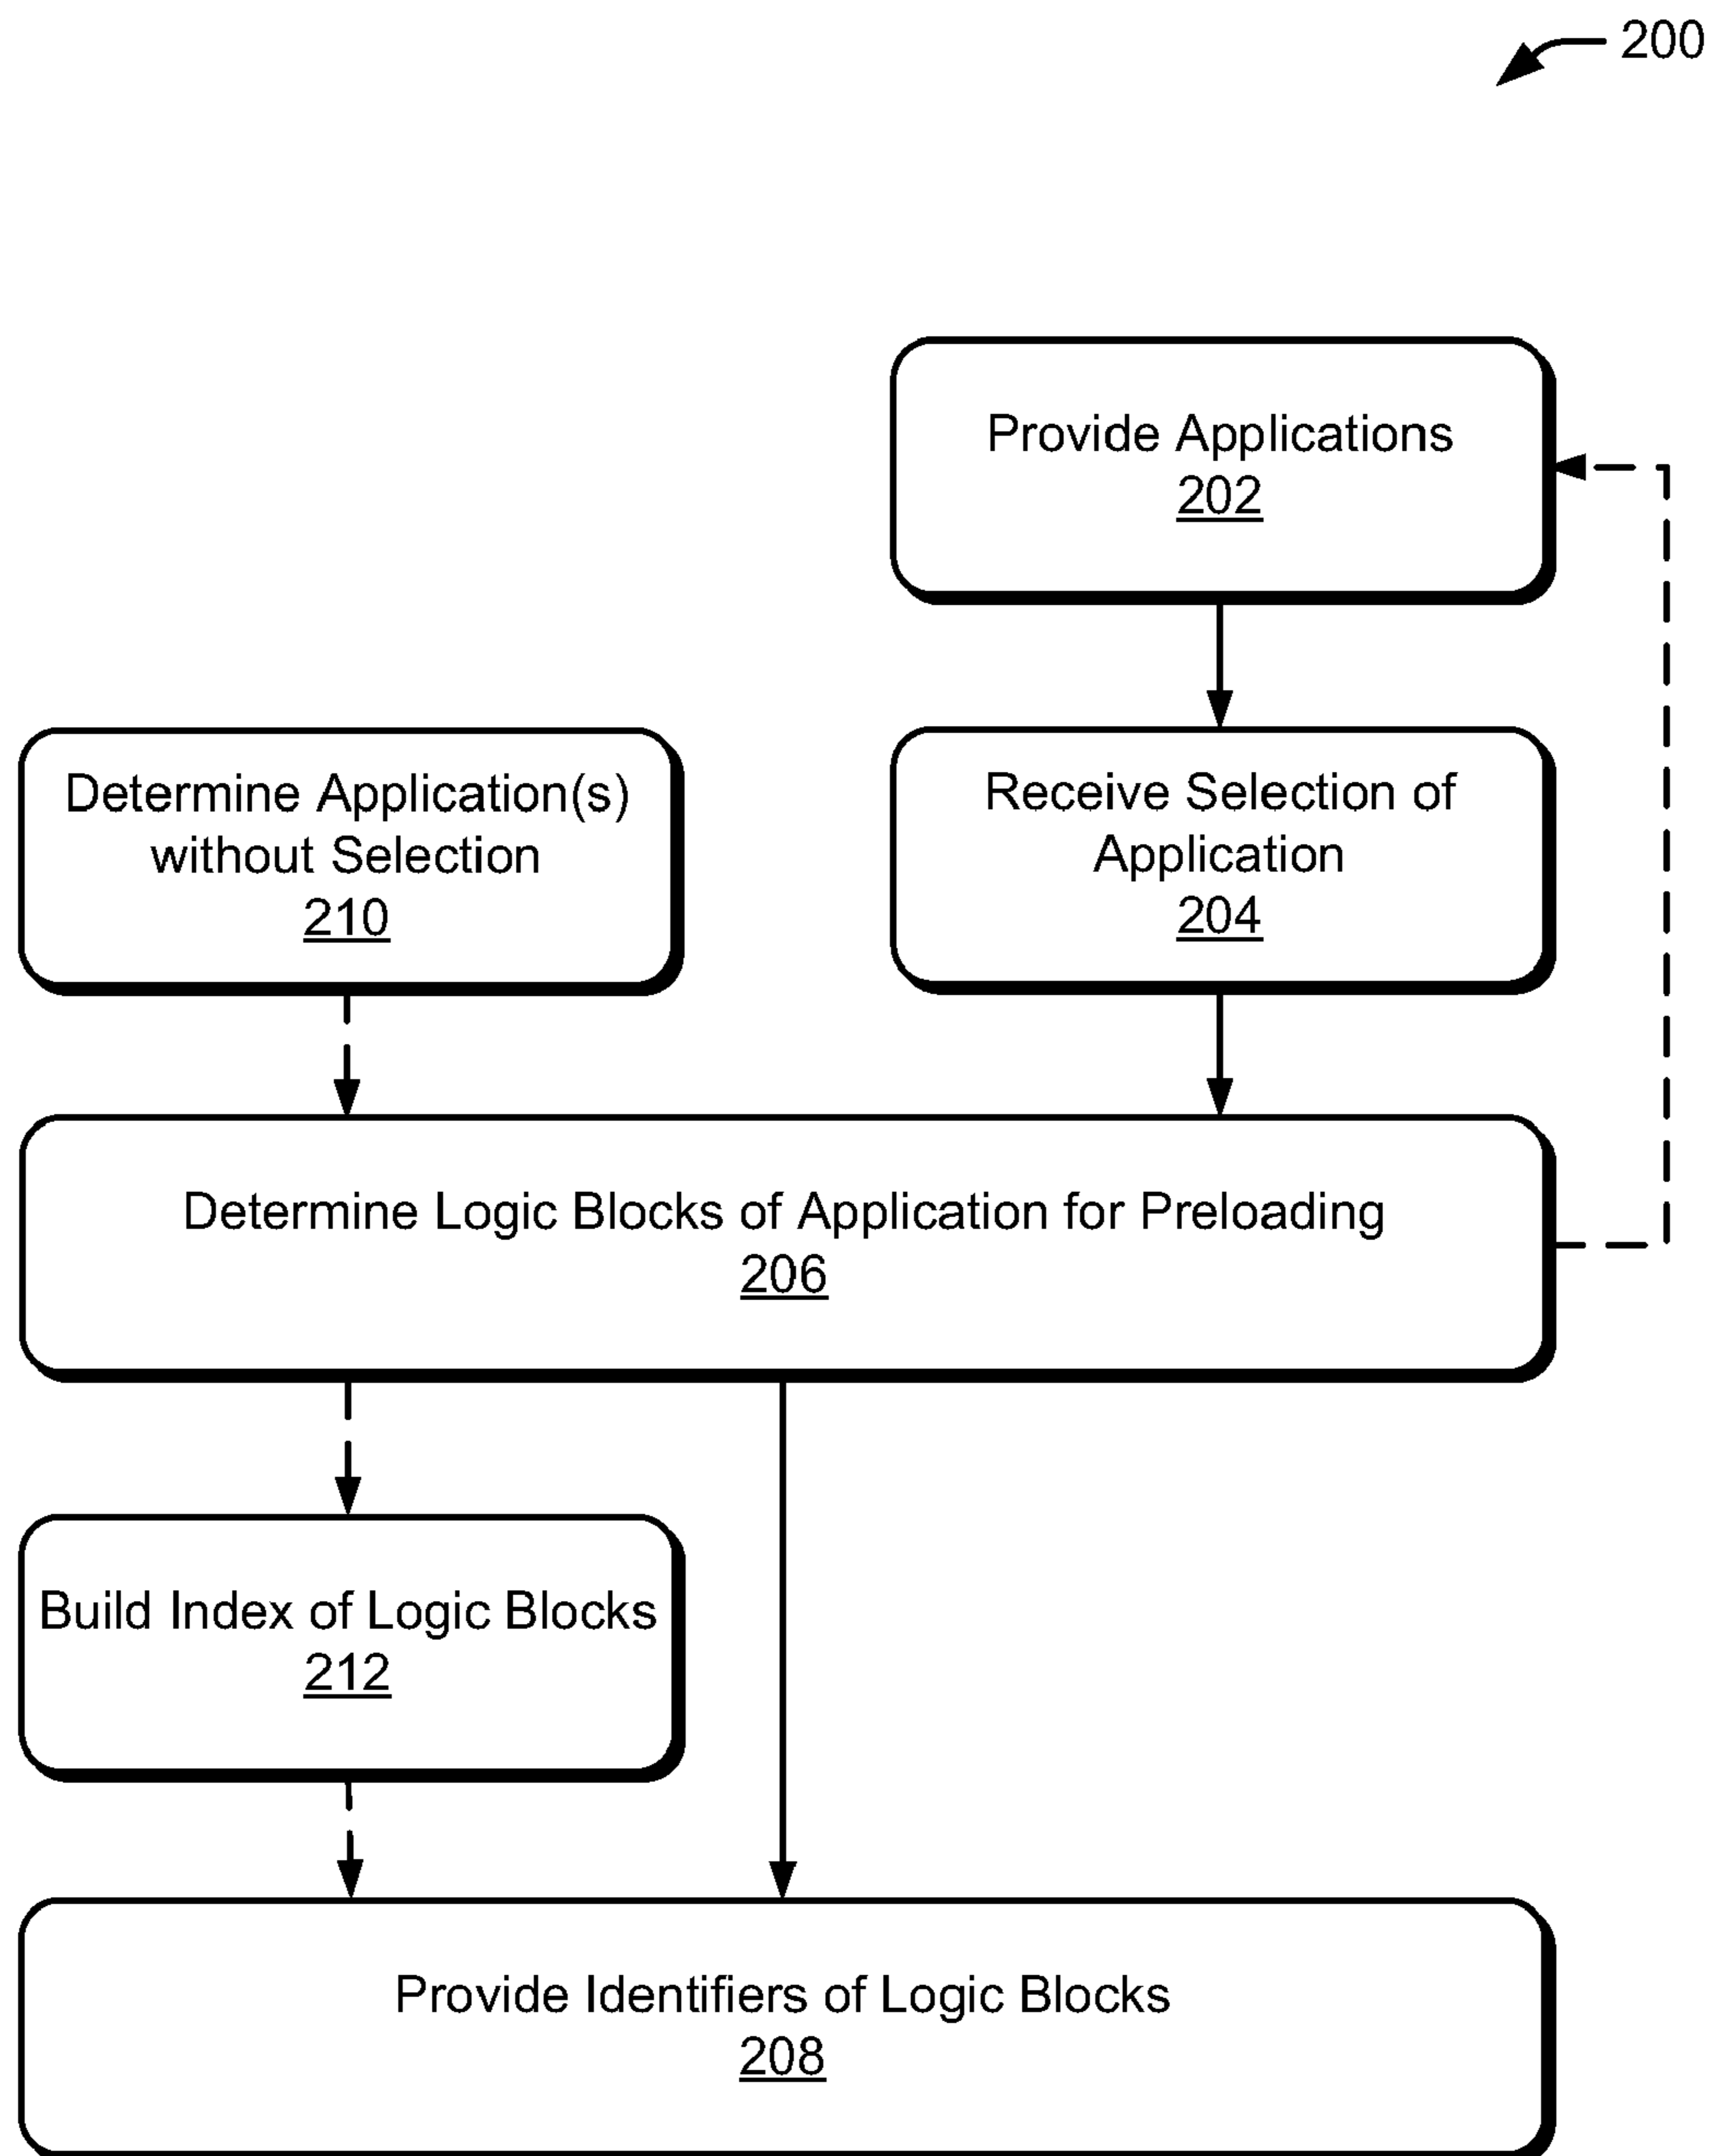 200
Provide Applications
202
Determine Application(s)
without Selection
210
Receive Selection of
Application
204
Determine Logic Blocks of Application for Preloading
206
Build Index of Logic Blocks
212
Provide Identifiers of Logic Blocks
208